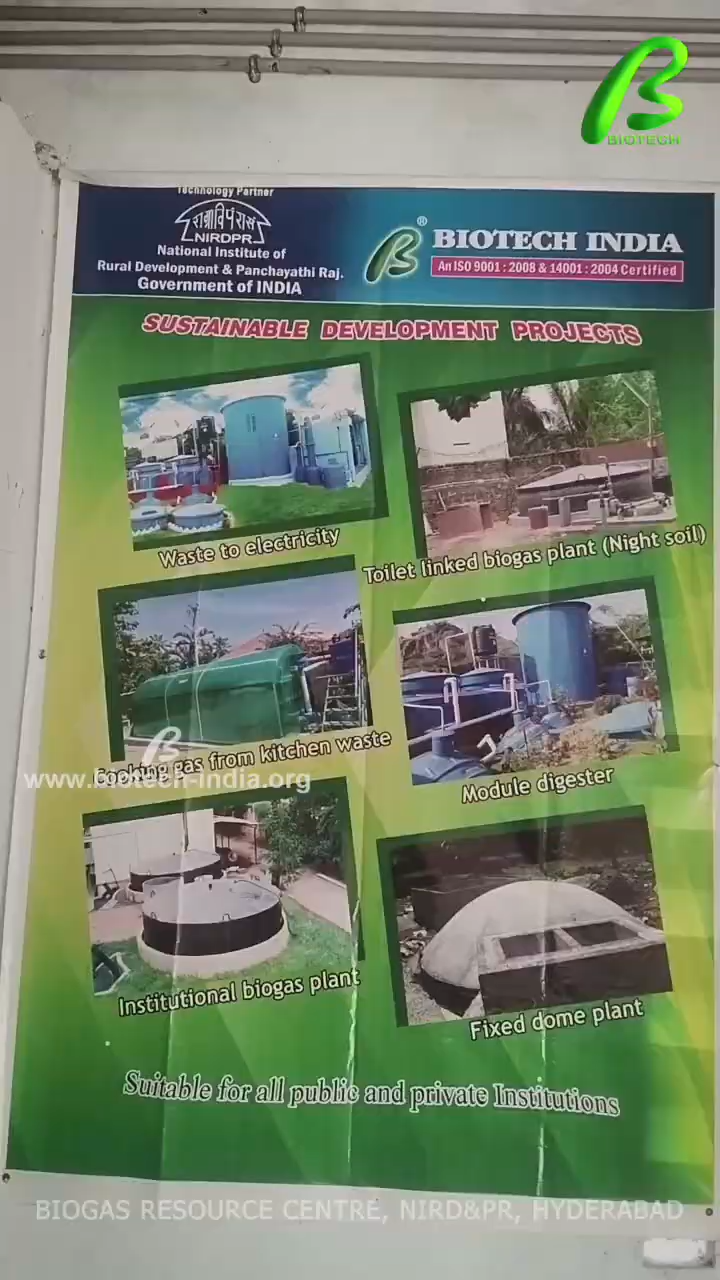 BIOTECH
Technology Partner
राग्राविपंरासं
NIRDPR
National Institute of
Rural Development & Panchayathi Raj.
Government of INDIA
®
BIOTECH INDIA
An ISO 9001 : 2008 & 14001 : 2004 Certified
SUSTAINABLE DEVELOPMENT PROJECTS
Waste to electricity
Toilet linked biogas plant (Night soil)
Cooking gas from kitchen waste
www.biotech-india.org
Module digester
Institutional biogas plant
Fixed dome plant
Suitable for all public and private Institutions
BIOGAS RESOURCE CENTRE, NIRD&PR, HYDERABAD